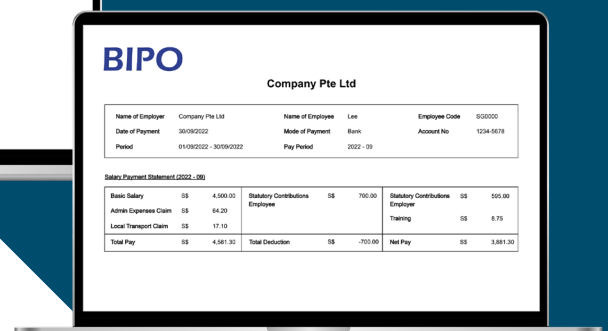 BIPO
Company Pte Ltd
Name of Employer Company Pte Ltd Name of Employee Lee Employee Code SG0000
Date of Payment 30/09/2022 Mode of Payment Bank Account No 1234-5678
Period 01/09/2022 - 30/09/2022 Pay Period 2022 - 09
Salary Payment Statement (2022 - 09)
Basic Salary S$ 4,500.00 Statutory Contributions S$ 700.00 Statutory Contributions S$ 595.00
Employee Employer
Admin Expenses Claim S$ 64.20
Training S$ 8.75
Local Transport Claim S$ 17.10
Total Pay S$ 4,581.30 Total Deduction S$ -700.00 Net Pay S$ 3,881.30